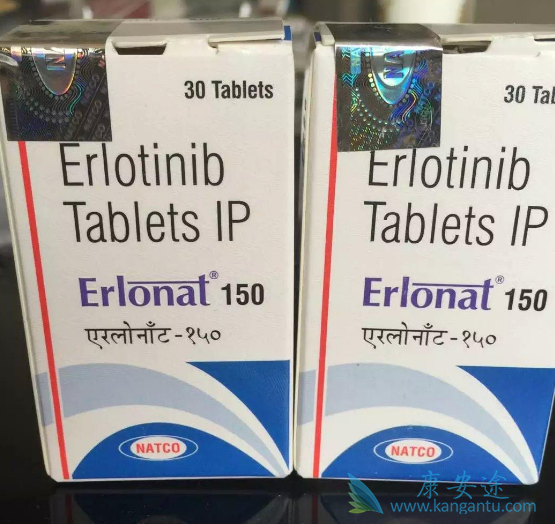 30 Tablets
Erlotinib
Tablets IP
Erlonat® 150
एरलोनाँट-१५०
NATCO
30 Tab
Erlotinib
Tablets IP
Erlonat® 150
एरलोनाँट-१५०
NATCO
康安途
www.kangantu.com